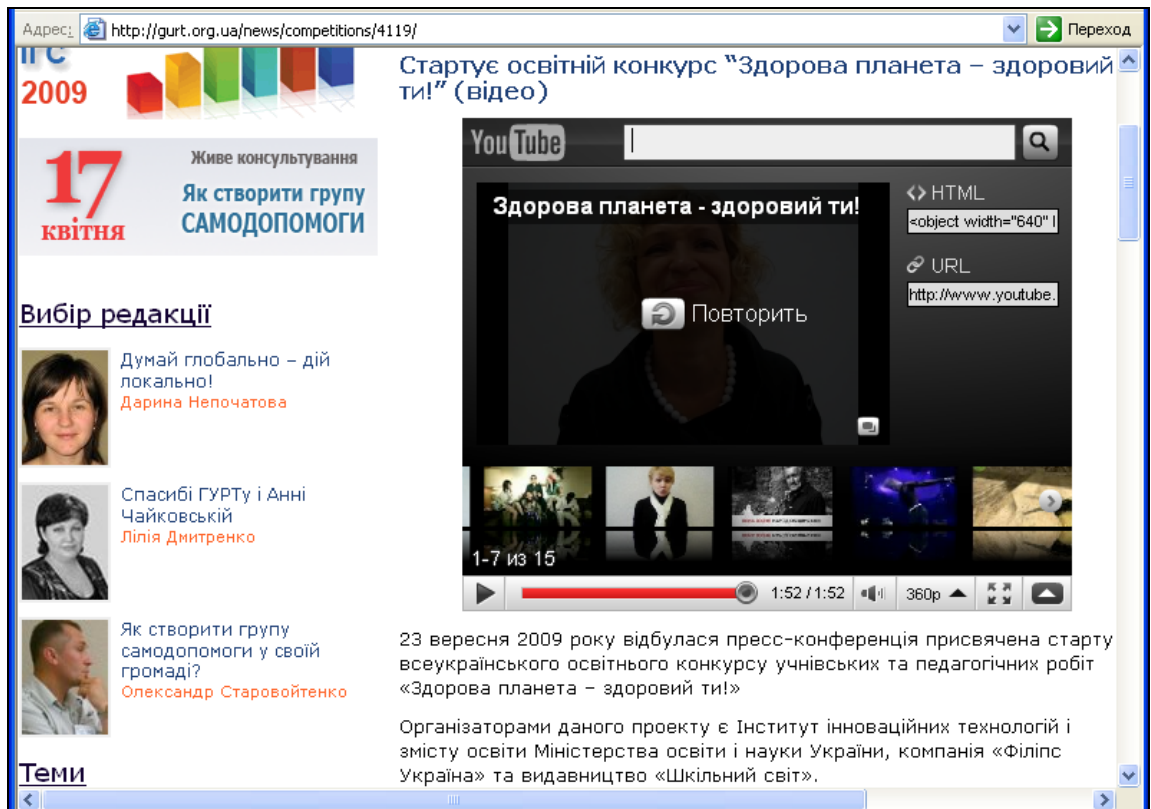 Адрес: http://gurt.org.ua/news/competitions/4119/ Переход
ІГС
2009
17
квітня
Живе консультування
Як створити групу
САМОДОПОМОГИ
Вибір редакції
Думай глобально – дій
локально!
Дарина Непочатова
Спасибі ГУРТу і Анні
Чайковській
Лілія Дмитренко
Як створити групу
самодопомоги у своїй
громаді?
Олександр Старовойтенко
Теми
Стартує освітній конкурс “Здорова планета – здоровий
ти!” (відео)
YouTube
Здорова планета - здоровий ти!
HTML
<object width="640" l
URL
http://www.youtube.
Повторить
1-7 из 15
1:52 / 1:52 360p
23 вересня 2009 року відбулася пресс-конференція присвячена старту
всеукраїнського освітнього конкурсу учнівських та педагогічних робіт
«Здорова планета – здоровий ти!»
Організаторами даного проекту є Інститут інноваційних технологій і
змісту освіти Міністерства освіти і науки України, компанія «Філіпс
Україна» та видавництво «Шкільний світ».